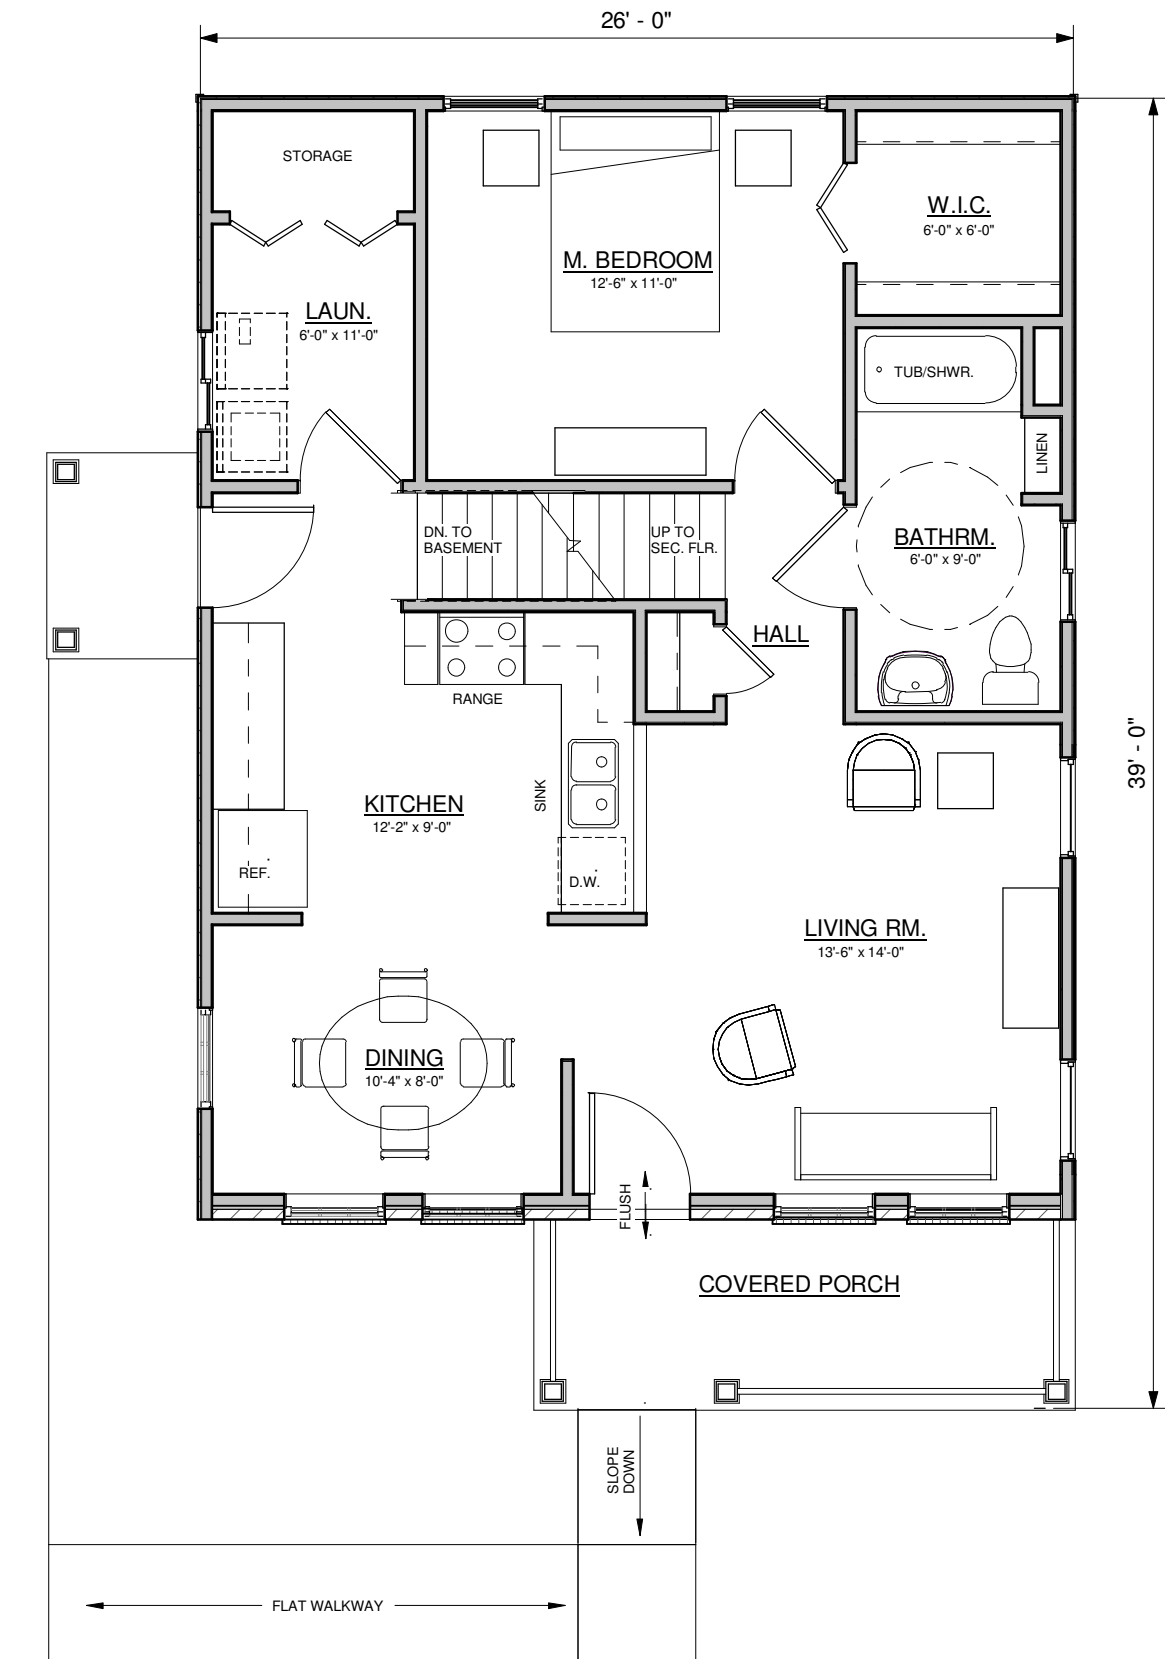 26' - 0"
STORAGE
W.I.C.
6'-0" x 6'-0"
M. BEDROOM
12'-6" x 11'-0"
LAUN.
6'-0" x 11'-0"
TUB/SHWR.
LINEN
DN. TO
BASEMENT
UP TO
SEC. FLR.
BATHRM.
6'-0" x 9'-0"
HALL
RANGE
39' - 0"
SINK
KITCHEN
12'-2" x 9'-0"
REF.
D.W.
LIVING RM.
13'-6" x 14'-0"
DINING
10'-4" x 8'-0"
FLUSH
COVERED PORCH
SLOPE
DOWN
FLAT WALKWAY